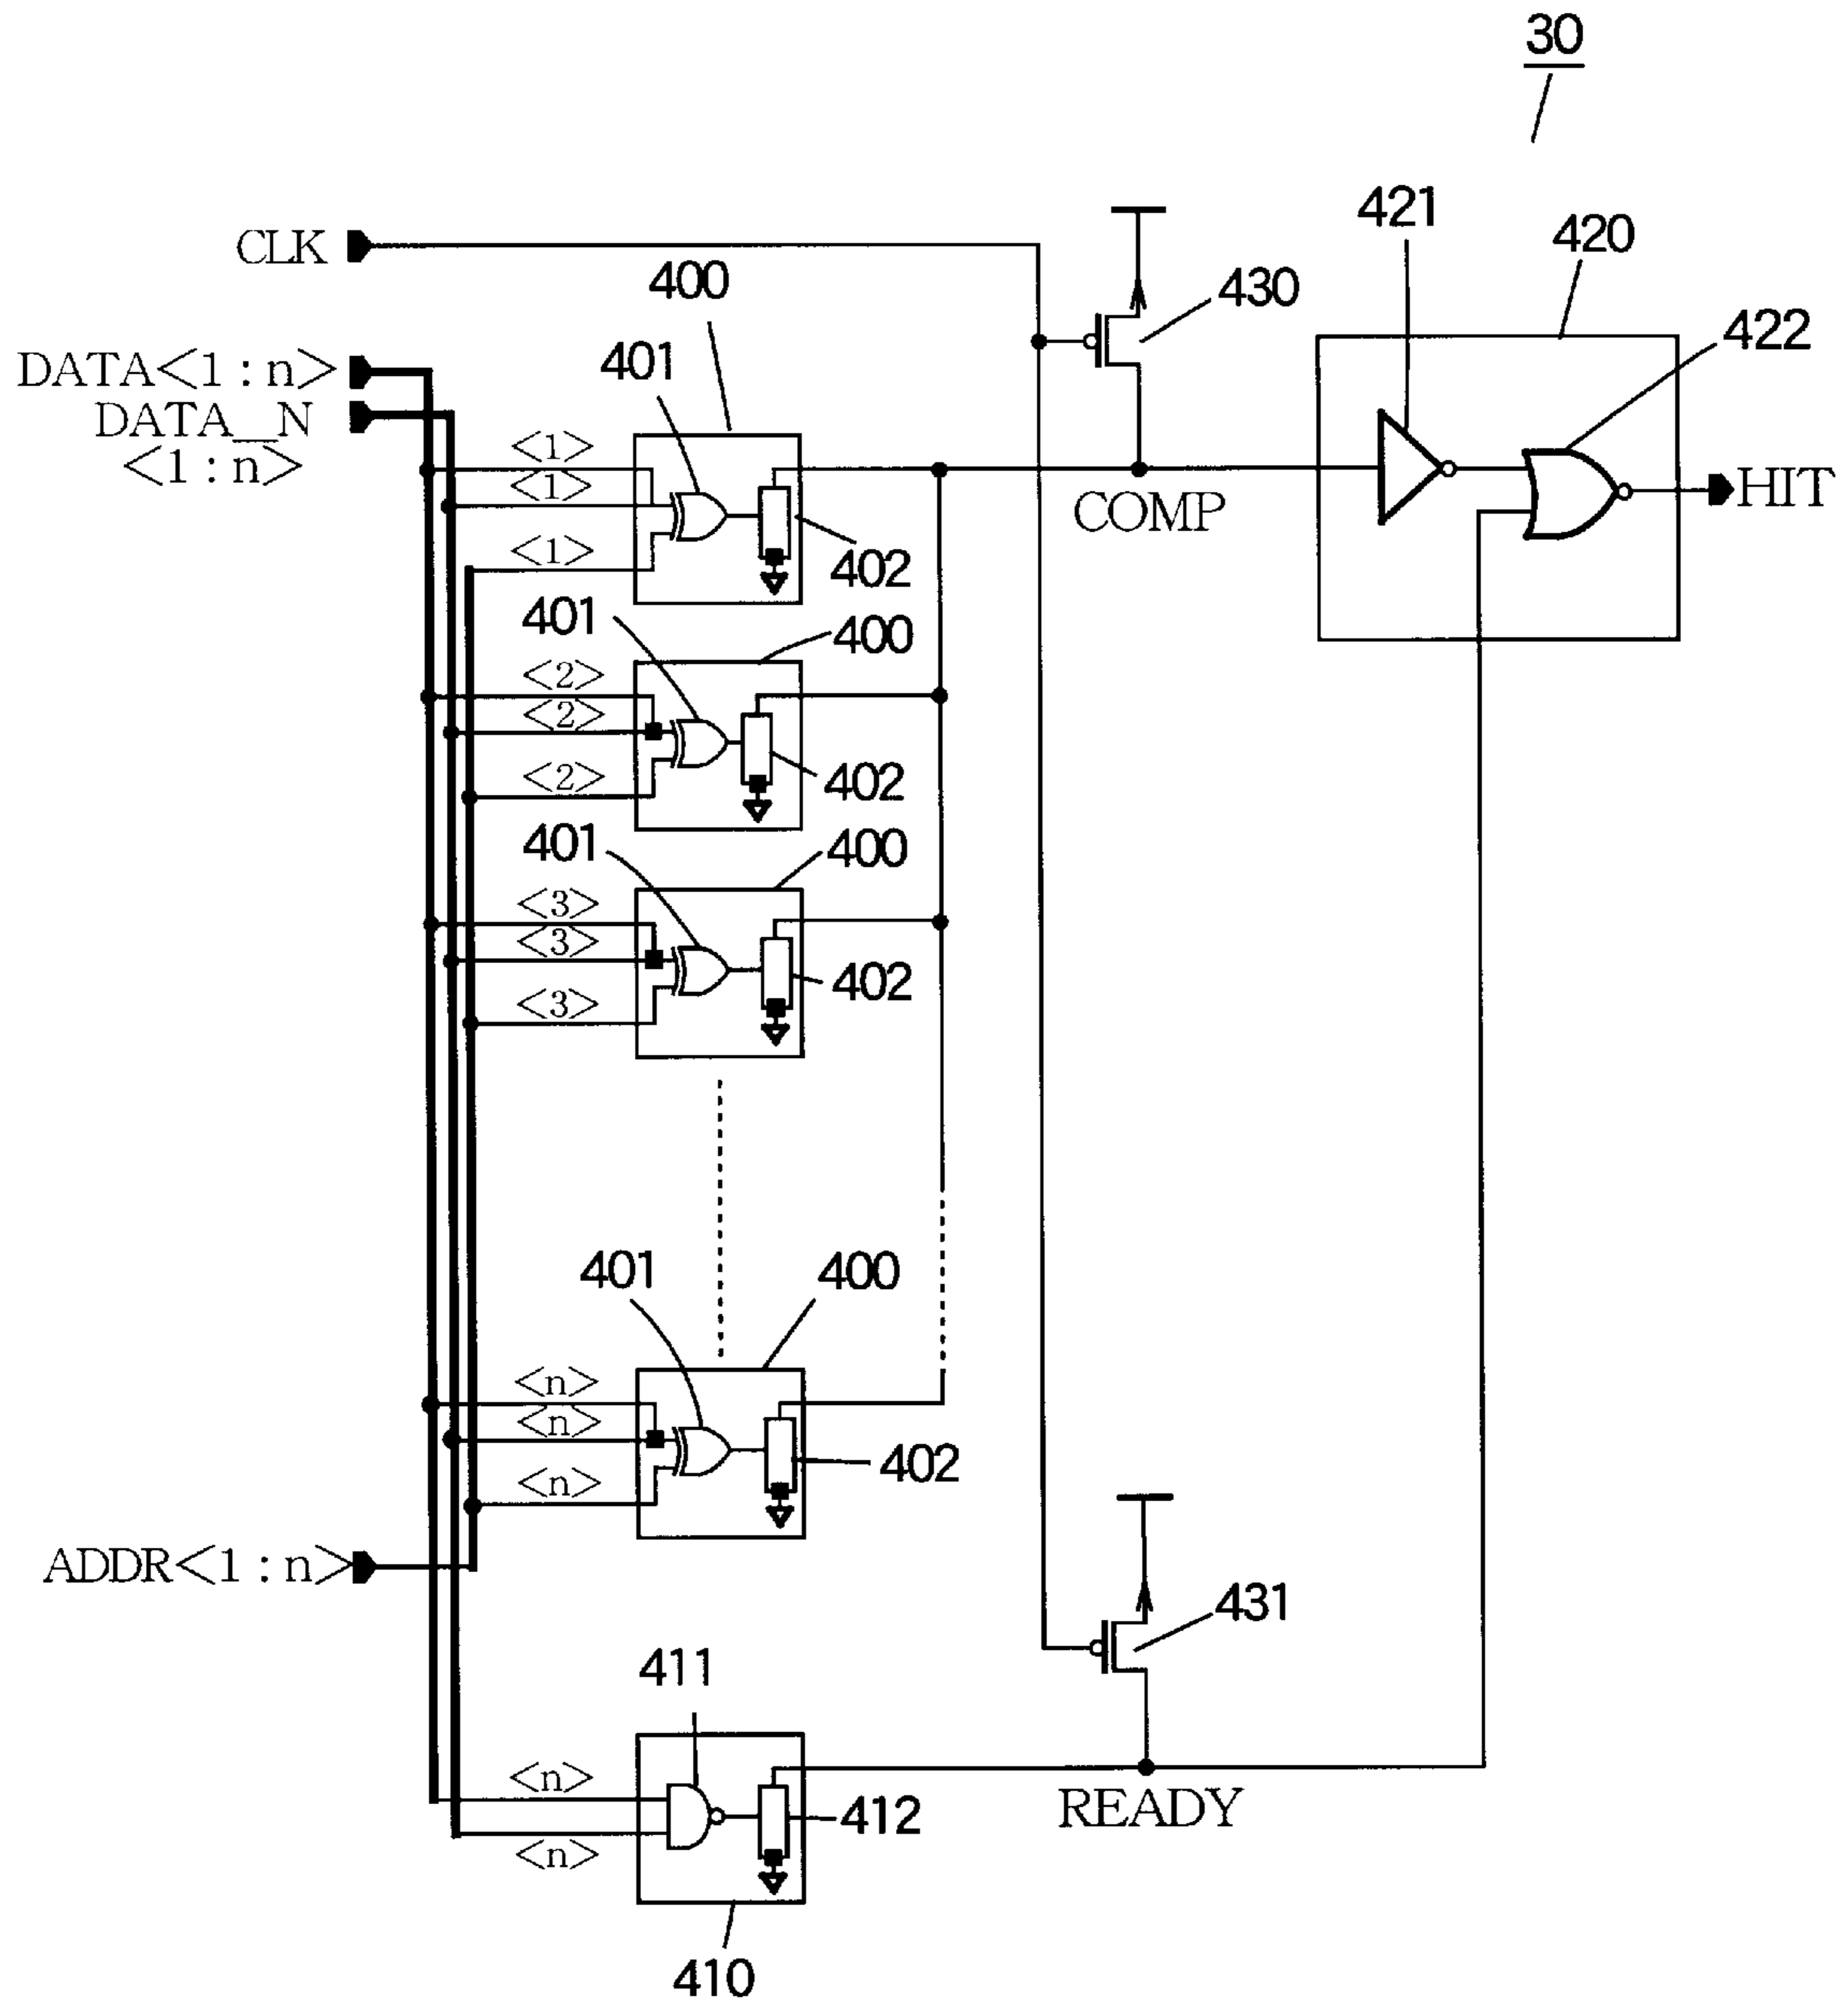 30
421
420
CLK
400
430
422
401
DATA<1 : n>
DATA_N
<1 : n>
<1>
<1>
HIT
COMP
<1>
402
401
400
<2>
<2>
<2>
402
401
400
<3>
<3>
402
<3>
401
400
<n>
<n>
402
<n>
ADDR<1 : n>
431
411
<n>
READY
412
<n>
410